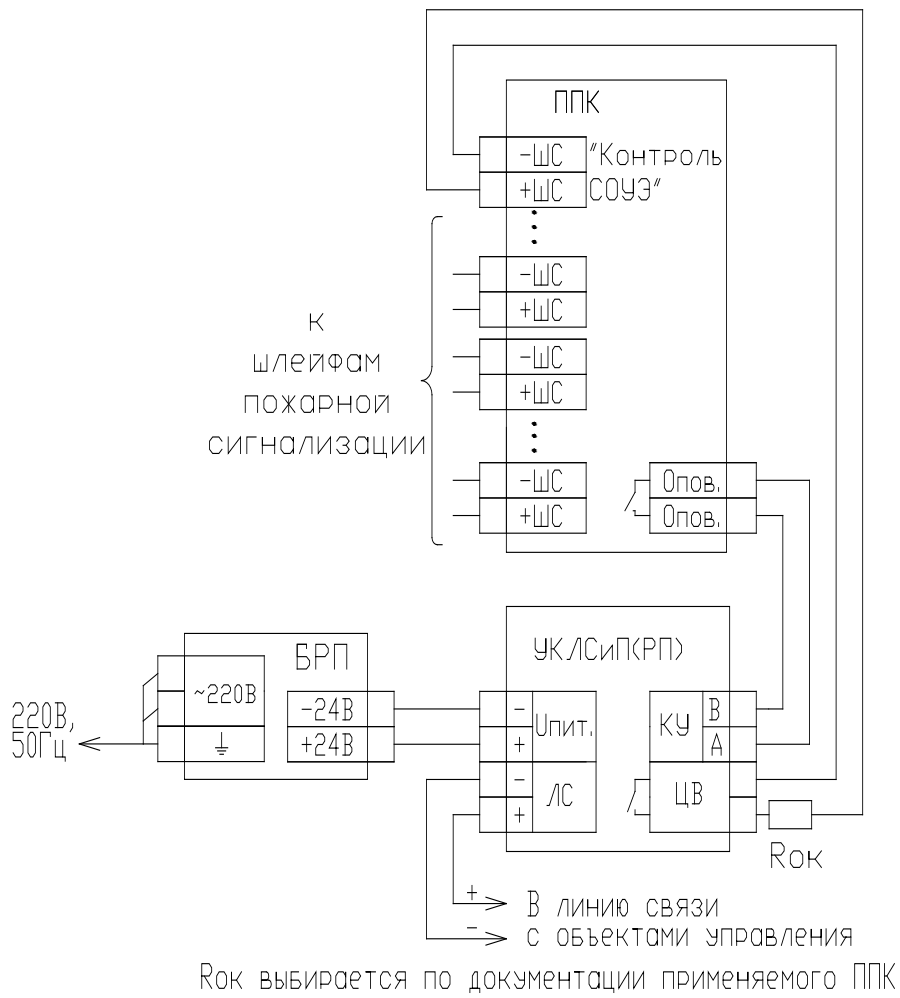 ППК
-ШС "Контроль
+ШС СОУЭ"
-ШС
+ШС
к
шлейфам
пожарной
сигнализации
-ШС
+ШС
-ШС
+ШС
Опов.
Опов.
БРП
~220В
-24В
+24В
220В,
50Гц
УКЛСиП(РП)
-
+
Uпит.
-
+
ЛС
КУ
В
А
ЦВ
Rок
+
В линию связи
-
с объектами управления
Rок выбирается по документации применяемого ППК